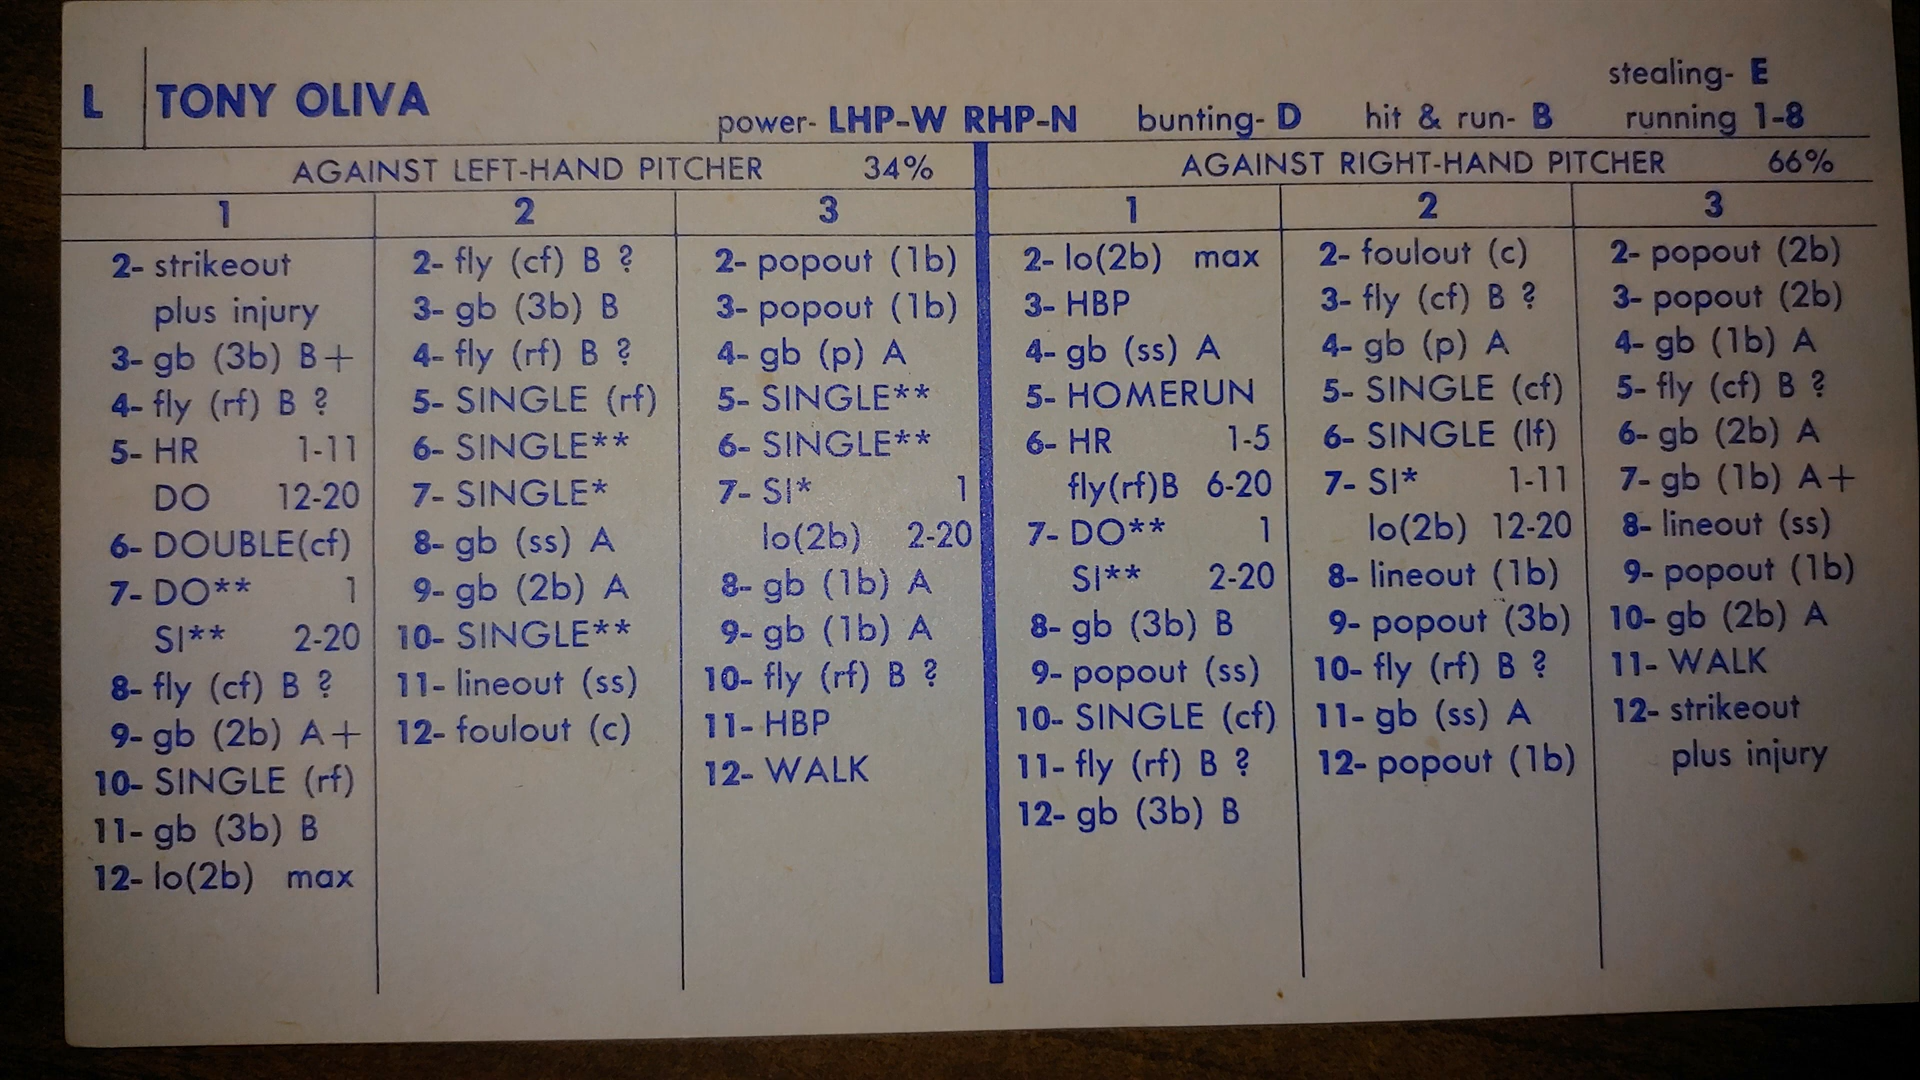 L TONY OLIVA
power- LHP-W RHP-N bunting- D hit & run- B stealing- E
running 1-8
AGAINST LEFT-HAND PITCHER 34%
1
2- strikeout
plus injury
3- gb (3b) B+
4- fly (rf) B ?
5- HR 1-11
DO 12-20
6- DOUBLE(cf)
7- DO** 1
SI** 2-20
8- fly (cf) B ?
9- gb (2b) A+
10- SINGLE (rf)
11- gb (3b) B
12- lo(2b) max
2
2- fly (cf) B ?
3- gb (3b) B
4- fly (rf) B ?
5- SINGLE (rf)
6- SINGLE**
7- SINGLE*
8- gb (ss) A
9- gb (2b) A
10- SINGLE**
11- lineout (ss)
12- foulout (c)
3
2- popout (1b)
3- popout (1b)
4- gb (p) A
5- SINGLE**
6- SINGLE**
7- SI* 1
lo(2b) 2-20
8- gb (1b) A
9- gb (1b) A
10- fly (rf) B ?
11- HBP
12- WALK
AGAINST RIGHT-HAND PITCHER 66%
1
2- lo(2b) max
3- HBP
4- gb (ss) A
5- HOMERUN
6- HR 1-5
fly(rf)B 6-20
7- DO** 1
SI** 2-20
8- gb (3b) B
9- popout (ss)
10- SINGLE (cf)
11- fly (rf) B ?
12- gb (3b) B
2
2- foulout (c)
3- fly (cf) B ?
4- gb (p) A
5- SINGLE (cf)
6- SINGLE (lf)
7- SI* 1-11
lo(2b) 12-20
8- lineout (1b)
9- popout (3b)
10- fly (rf) B ?
11- gb (ss) A
12- popout (1b)
3
2- popout (2b)
3- popout (2b)
4- gb (1b) A
5- fly (cf) B ?
6- gb (2b) A
7- gb (1b) A+
8- lineout (ss)
9- popout (1b)
10- gb (2b) A
11- WALK
12- strikeout
plus injury